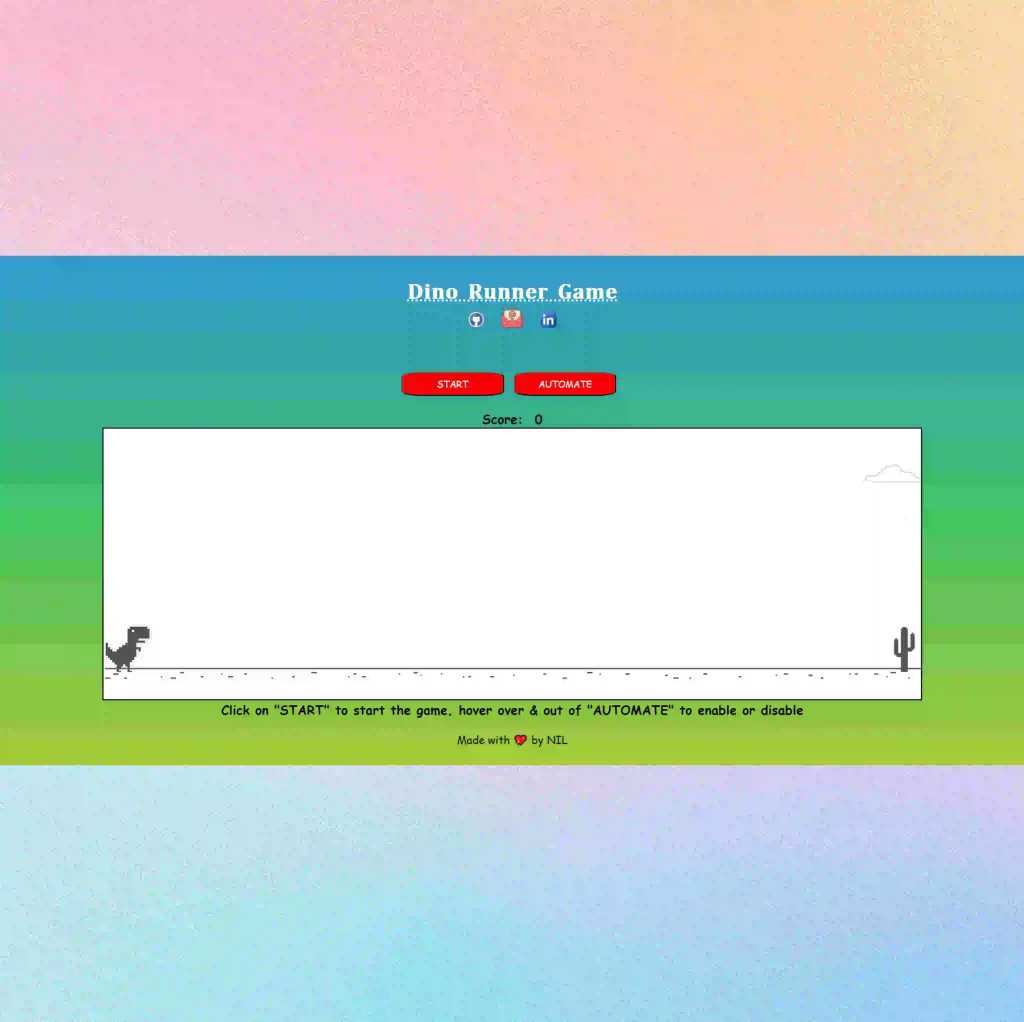 Dino Runner Game
in
START AUTOMATE
Score: 0
Click on "START" to start the game, hover over & out of "AUTOMATE" to enable or disable
Made with by NIL